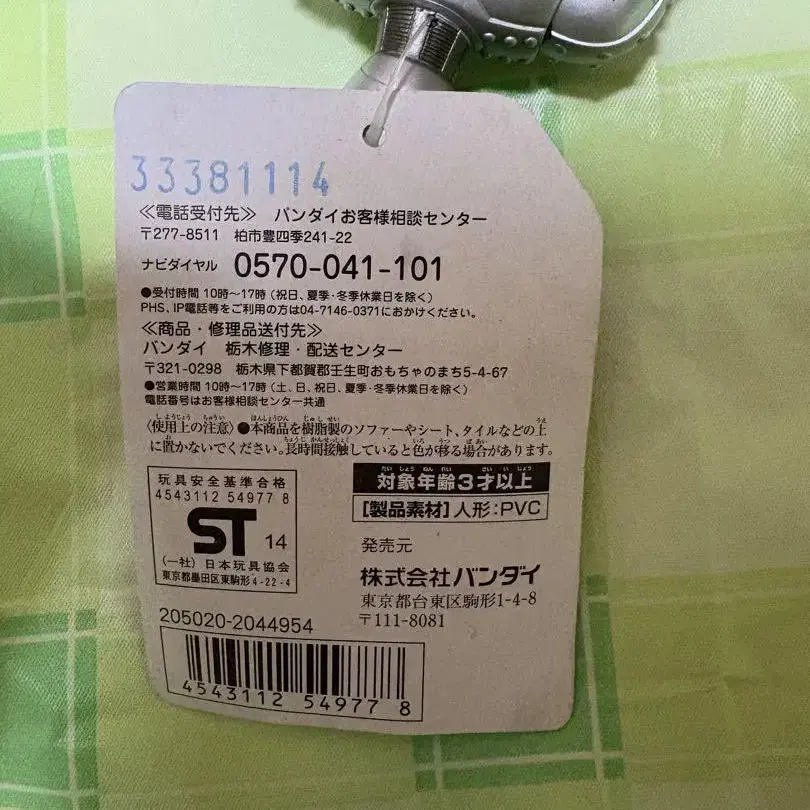 33381114
≪電話受付先≫ バンダイお客様相談センター
〒277-8511 柏市豊四季241-22
ナビダイヤル 0570-041-101
●受付時間 10時～17時 (祝日、夏季・冬季休業日を除く)
PHS、IP電話等をご利用の方は04-7146-0371におかけください。
≪商品・修理品送付先≫
バンダイ 栃木修理・配送センター
〒321-0298 栃木県下都賀郡壬生町おもちゃのまち5-4-67
●営業時間 10時～17時 (土、日、祝日、夏季・冬季休業日を除く)
電話番号はお客様相談センター共通
〈使用上の注意〉●本商品を樹脂製のソファーやシート、タイルなどの上
に置かないでください。長時間接触していると色が移る場合があります。
玩具安全基準合格
4543112 54977 8
ST 14
(一社) 日本玩具協会
東京都墨田区東駒形4-22-4
対象年齢3才以上
[製品素材] 人形:PVC
発売元
株式会社バンダイ
東京都台東区駒形1-4-8
〒111-8081
205020-2044954
4543112 549778